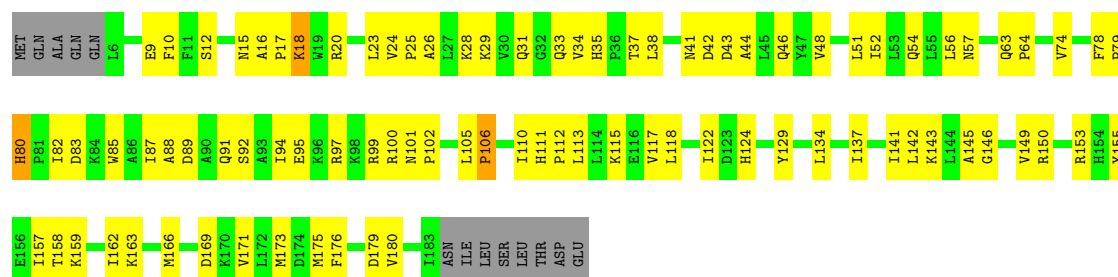 MET GLN ALA GLN GLN L6 E9 F10 F11 S12 N15 A16 P17 K18 W19 R20 L23 V24 P25 A26 L27 K28 K29 V30 Q31 G32 Q33 V34 H35 P36 T37 L38 N41 D42 D43 A44 L45 Q46 Y47 V48 L51 I52 L53 Q54 L55 L56 N57 Q63 P64 V74 F78
H80 P81 I82 D83 K84 W85 A86 I87 A88 D89 A90 Q91 S92 A93 I94 E95 K96 R97 K98 R99 R100 N101 P102 L105 P106 I110 H111 P112 L113 L114 K115 E116 V117 L118 I122 D123 H124 Y129 L134 I137 I141 L142 K143 L144 A145 G146 V149 R150 R153 H154 Y155
E156 I157 T158 K159 I162 K163 M166 D169 K170 V171 L172 M173 D174 M175 F176 D179 V180 I183 ASN ILE LEU SER LEU THR ASP GLU